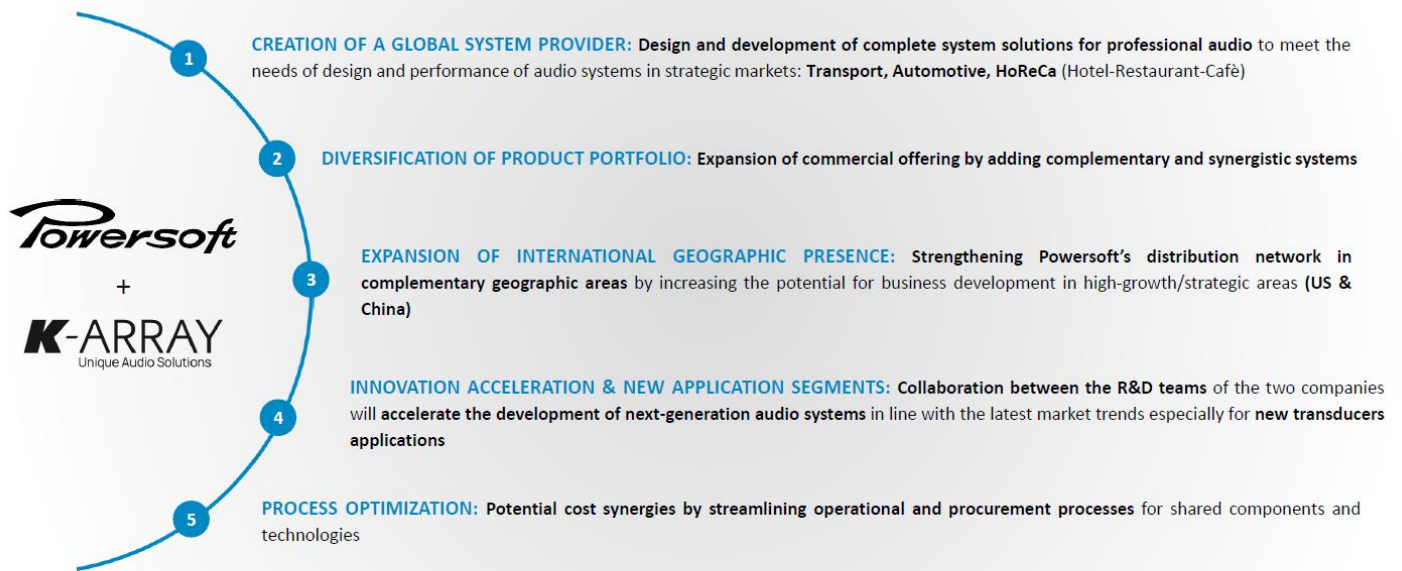 1
CREATION OF A GLOBAL SYSTEM PROVIDER: Design and development of complete system solutions for professional audio to meet the
needs of design and performance of audio systems in strategic markets: Transport, Automotive, HoReCa (Hotel-Restaurant-Cafè)
2
DIVERSIFICATION OF PRODUCT PORTFOLIO: Expansion of commercial offering by adding complementary and synergistic systems
Powersoft
+
K-ARRAY
Unique Audio Solutions
3
EXPANSION OF INTERNATIONAL GEOGRAPHIC PRESENCE: Strengthening Powersoft's distribution network in
complementary geographic areas by increasing the potential for business development in high-growth/strategic areas (US &
China)
4
INNOVATION ACCELERATION & NEW APPLICATION SEGMENTS: Collaboration between the R&D teams of the two companies
will accelerate the development of next-generation audio systems in line with the latest market trends especially for new transducers
applications
5
PROCESS OPTIMIZATION: Potential cost synergies by streamlining operational and procurement processes for shared components and
technologies